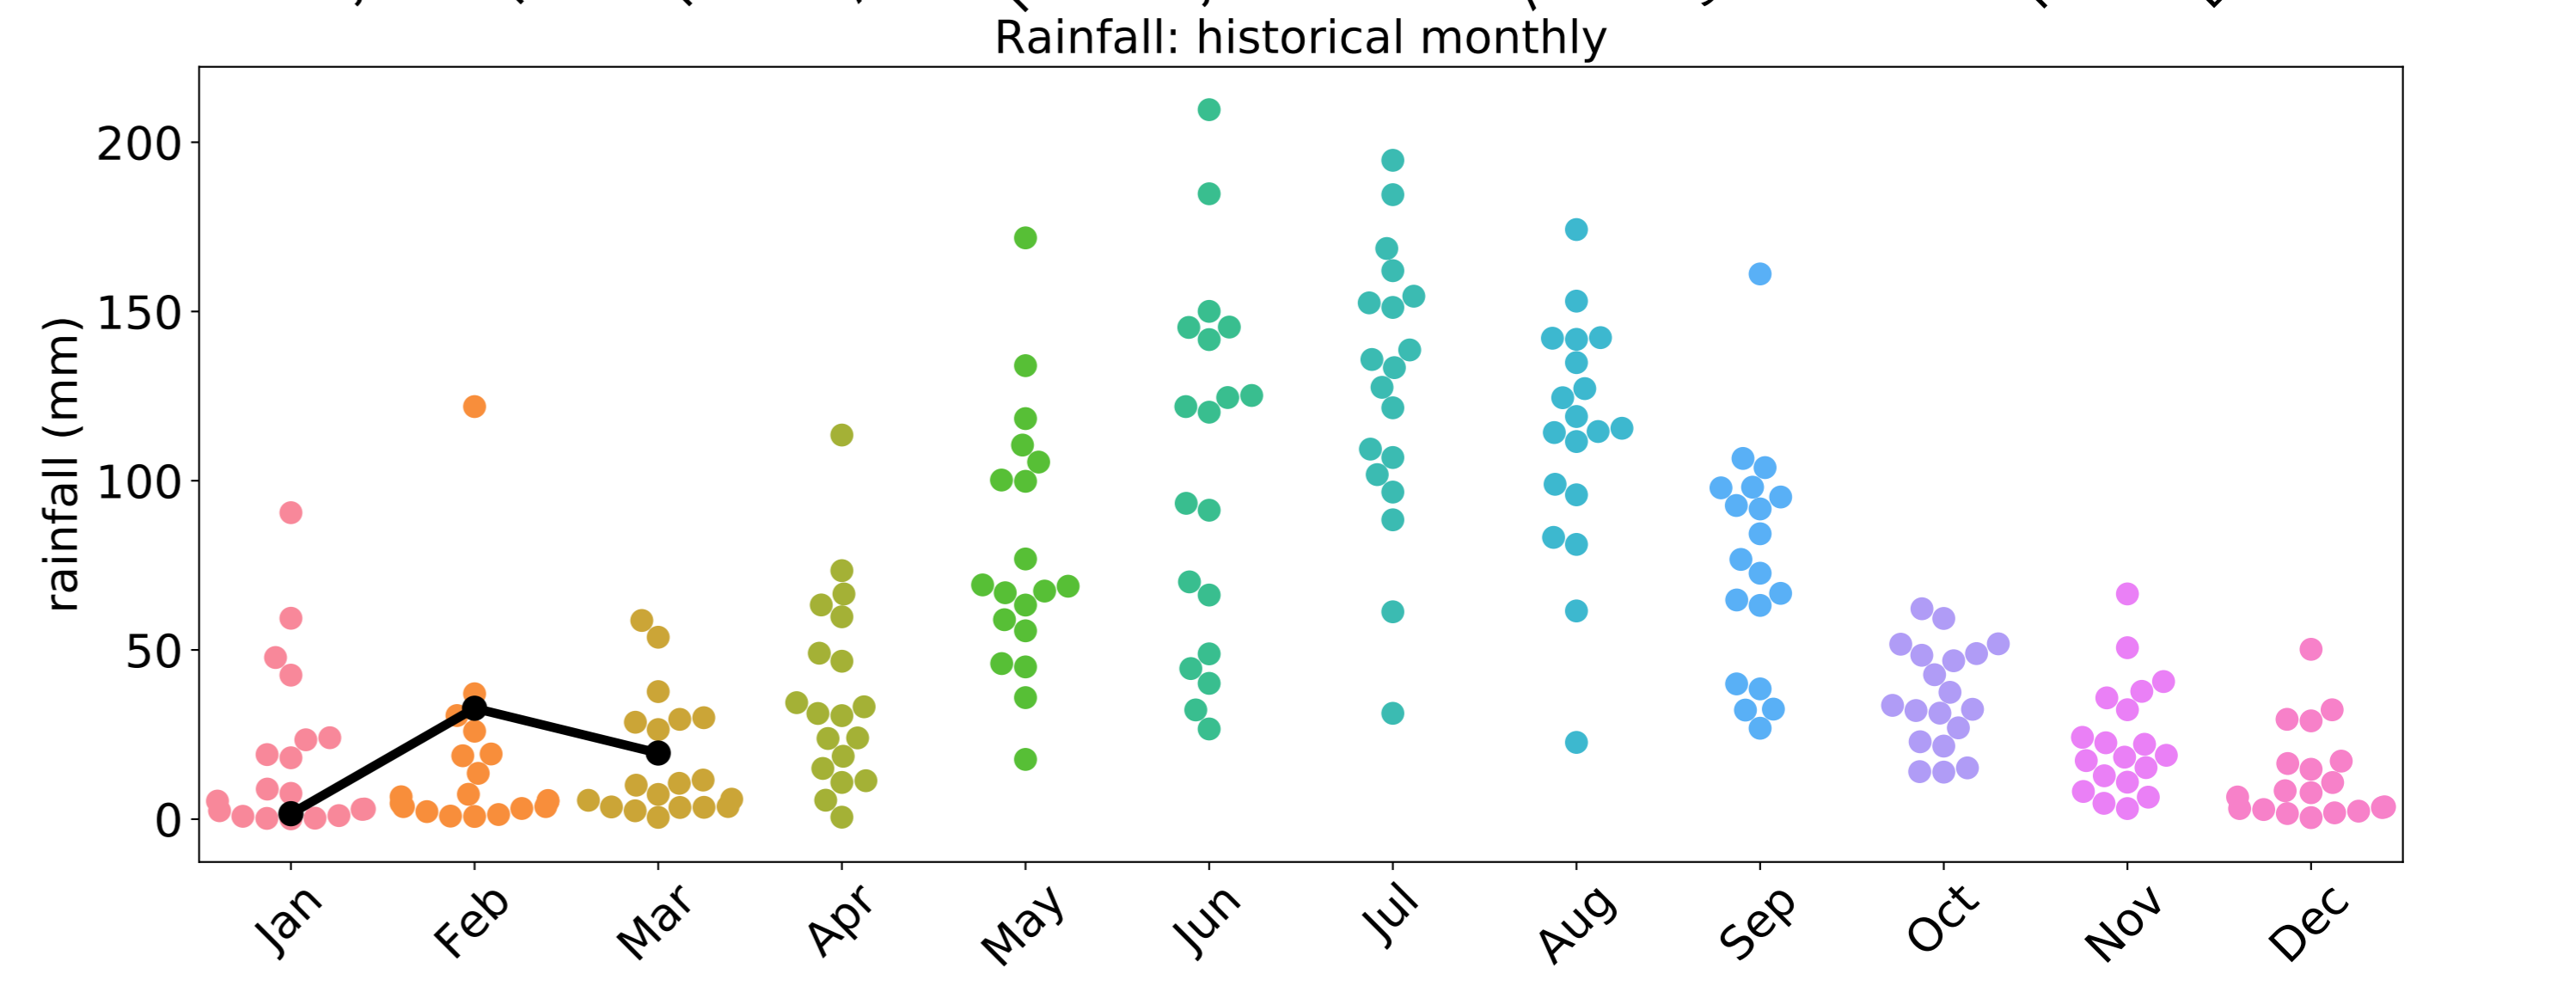 Rainfall: historical monthly
rainfall (mm)
200
150
100
50
0
Jan
Feb
Mar
Apr
May
Jun
Jul
Aug
Sep
Oct
Nov
Dec